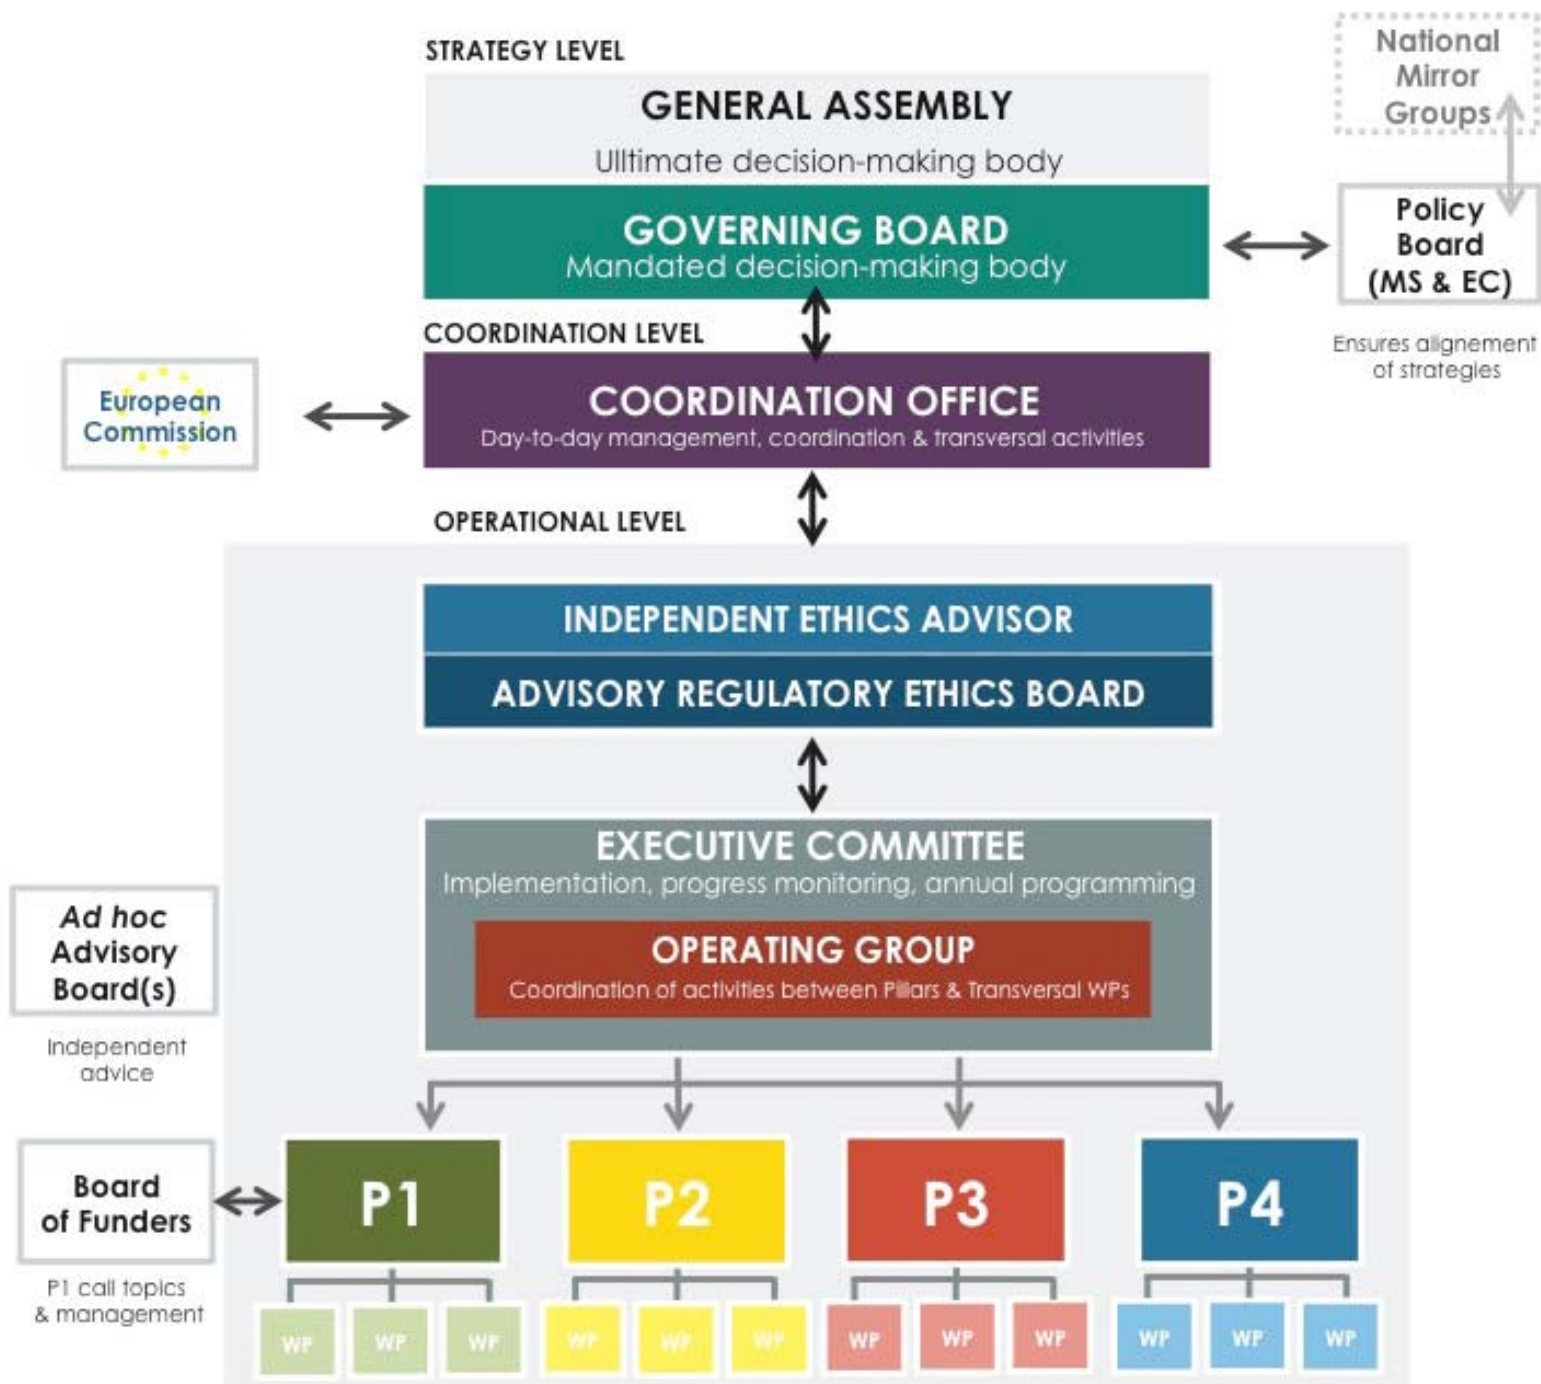 STRATEGY LEVEL
GENERAL ASSEMBLY
Ulltimate decision-making body
National
Mirror
Groups
GOVERNING BOARD
Mandated decision-making body
Policy
Board
(MS & EC)
Ensures alignement
of strategies
COORDINATION LEVEL
European
Commission
COORDINATION OFFICE
Day-to-day management, coordination & transversal activities
OPERATIONAL LEVEL
INDEPENDENT ETHICS ADVISOR
ADVISORY REGULATORY ETHICS BOARD
EXECUTIVE COMMITTEE
Implementation, progress monitoring, annual programming
OPERATING GROUP
Coordination of activities between Pillars & Transversal WPs
Ad hoc
Advisory
Board(s)
Independent
advice
Board
of Funders
P1 call topics
& management
P1
P2
P3
P4
WP
WP
WP
WP
WP
WP
WP
WP
WP
WP
WP
WP